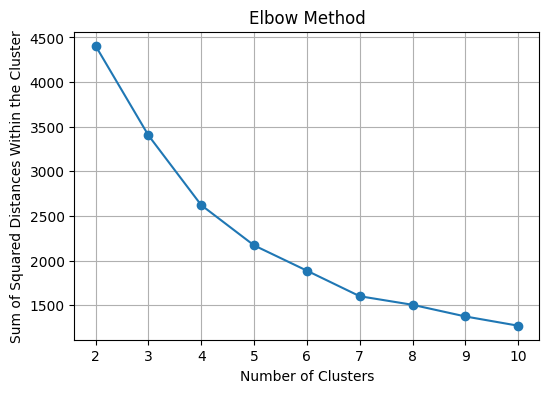 Elbow Method
Sum of Squared Distances Within the Cluster
4500
4000
3500
3000
2500
2000
1500
2 3 4 5 6 7 8 9 10
Number of Clusters